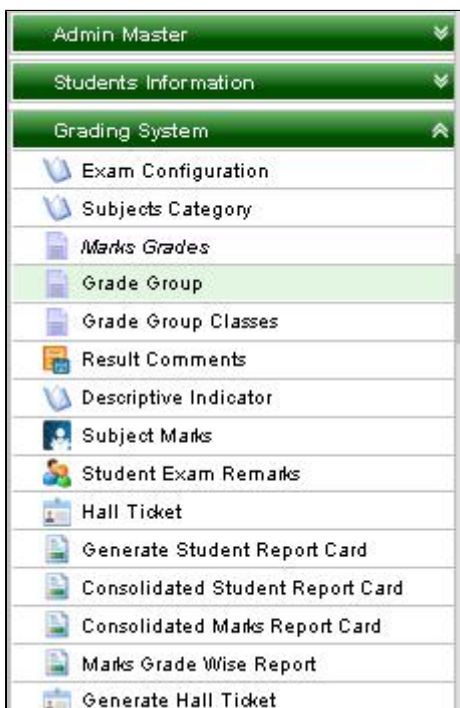 Admin Master
Students Information
Grading System
Exam Configuration
Subjects Category
Marks Grades
Grade Group
Grade Group Classes
Result Comments
Descriptive Indicator
Subject Marks
Student Exam Remarks
Hall Ticket
Generate Student Report Card
Consolidated Student Report Card
Consolidated Marks Report Card
Marks Grade Wise Report
Generate Hall Ticket